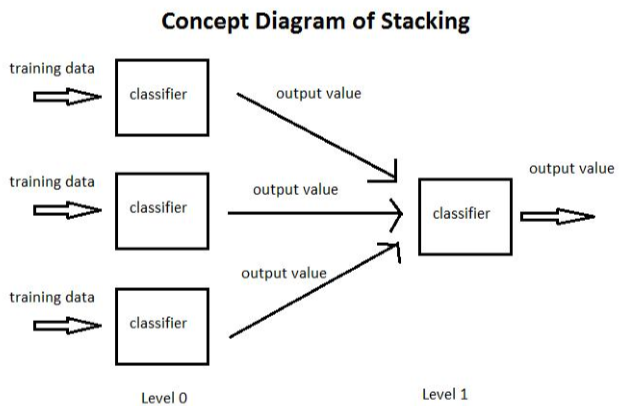 Concept Diagram of Stacking
training data
classifier
output value
training data
classifier
output value
classifier
output value
training data
classifier
output value
Level 0
Level 1